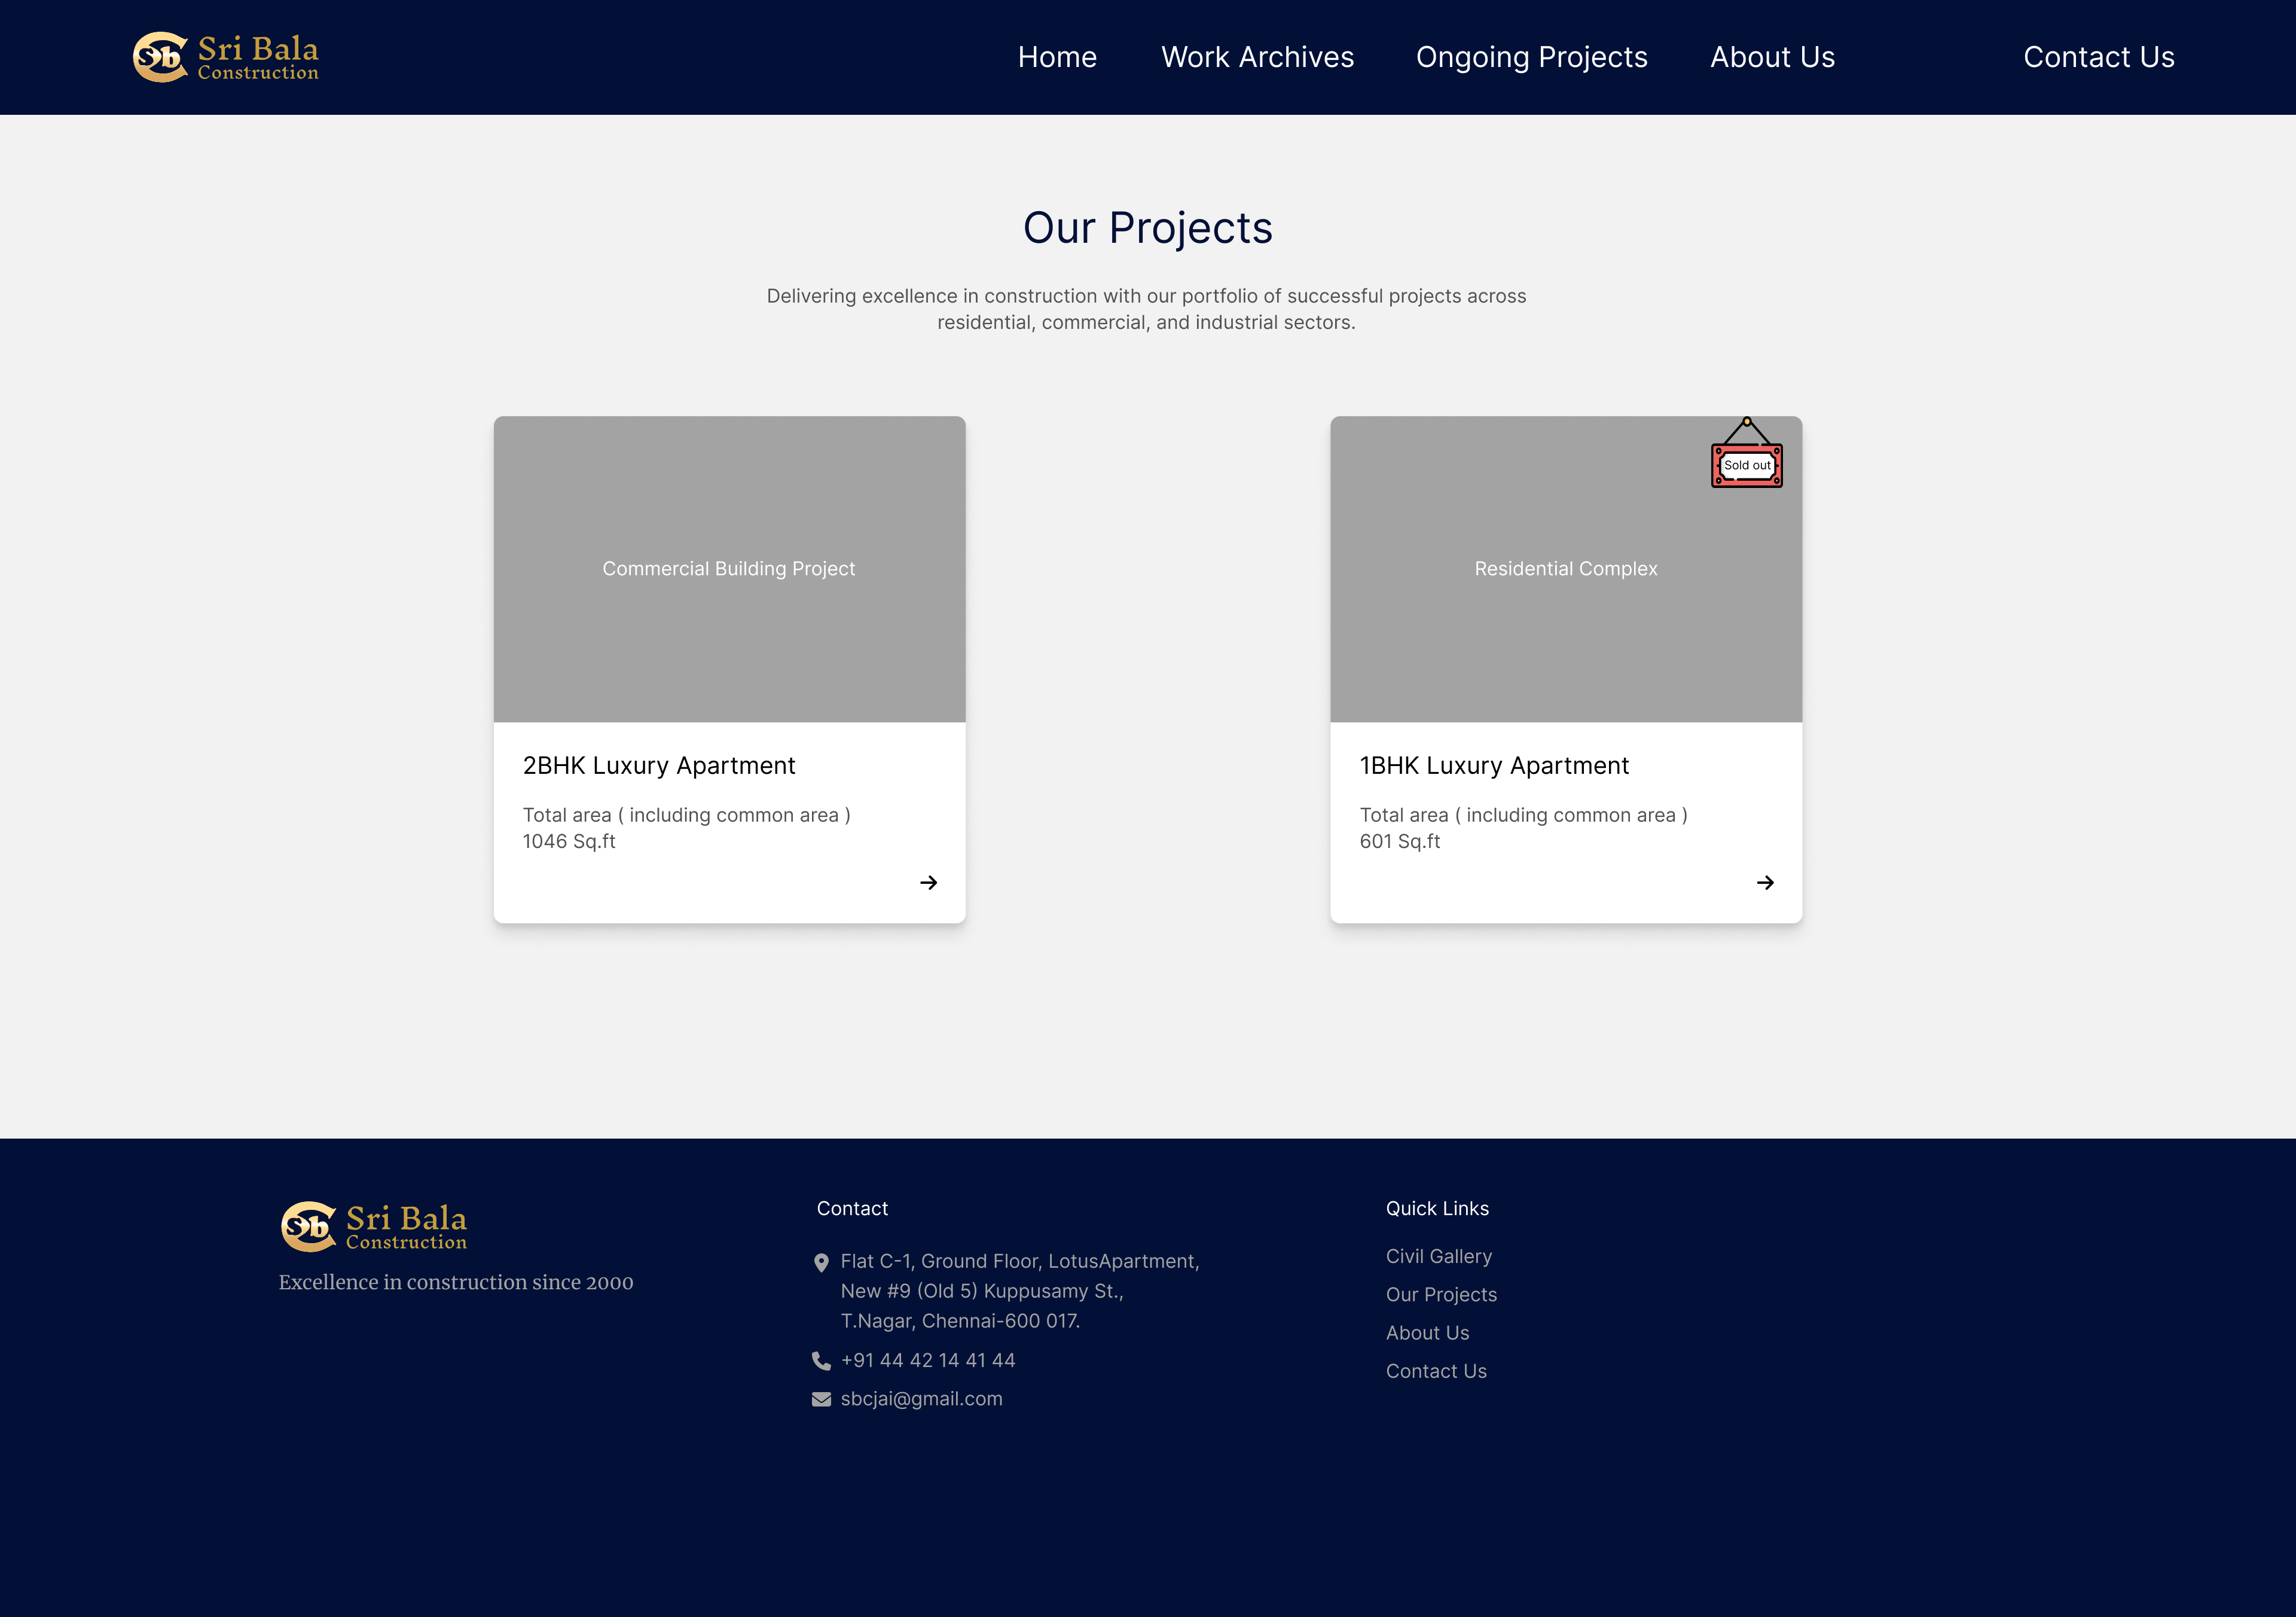 Sb Sri Bala
Construction
Home Work Archives Ongoing Projects About Us Contact Us
Our Projects
Delivering excellence in construction with our portfolio of successful projects across
residential, commercial, and industrial sectors.
Commercial Building Project
2BHK Luxury Apartment
Total area ( including common area )
1046 Sq.ft
Sold out
Residential Complex
1BHK Luxury Apartment
Total area ( including common area )
601 Sq.ft
Sb Sri Bala
Construction
Excellence in construction since 2000
Contact
Flat C-1, Ground Floor, LotusApartment,
New #9 (Old 5) Kuppusamy St.,
T.Nagar, Chennai-600 017.
+91 44 42 14 41 44
sbcjai@gmail.com
Quick Links
Civil Gallery
Our Projects
About Us
Contact Us